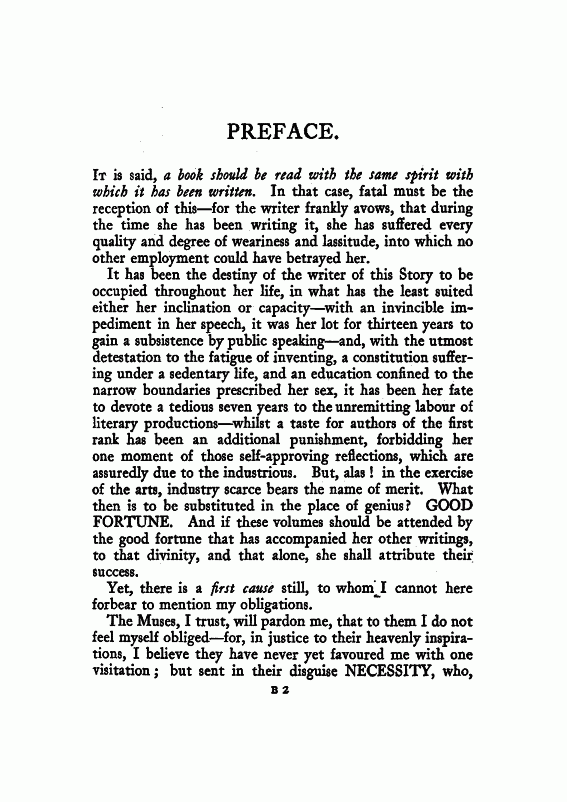 PREFACE.
It is said, a book should be read with the same spirit with
which it has been written. In that case, fatal must be the
reception of this—for the writer frankly avows, that during
the time she has been writing it, she has suffered every
quality and degree of weariness and lassitude, into which no
other employment could have betrayed her.
It has been the destiny of the writer of this Story to be
occupied throughout her life, in what has the least suited
either her inclination or capacity—with an invincible im-
pediment in her speech, it was her lot for thirteen years to
gain a subsistence by public speaking—and, with the utmost
detestation to the fatigue of inventing, a constitution suffer-
ing under a sedentary life, and an education confined to the
narrow boundaries prescribed her sex, it has been her fate
to devote a tedious seven years to the unremitting labour of
literary productions—whilst a taste for authors of the first
rank has been an additional punishment, forbidding her
one moment of those self-approving reflections, which are
assuredly due to the industrious. But, alas! in the exercise
of the arts, industry scarce bears the name of merit. What
then is to be substituted in the place of genius? GOOD
FORTUNE. And if these volumes should be attended by
the good fortune that has accompanied her other writings,
to that divinity, and that alone, she shall attribute their
success.
Yet, there is a first cause still, to whom I cannot here
forbear to mention my obligations.
The Muses, I trust, will pardon me, that to them I do not
feel myself obliged—for, in justice to their heavenly inspira-
tions, I believe they have never yet favoured me with one
visitation; but sent in their disguise NECESSITY, who,
B 2